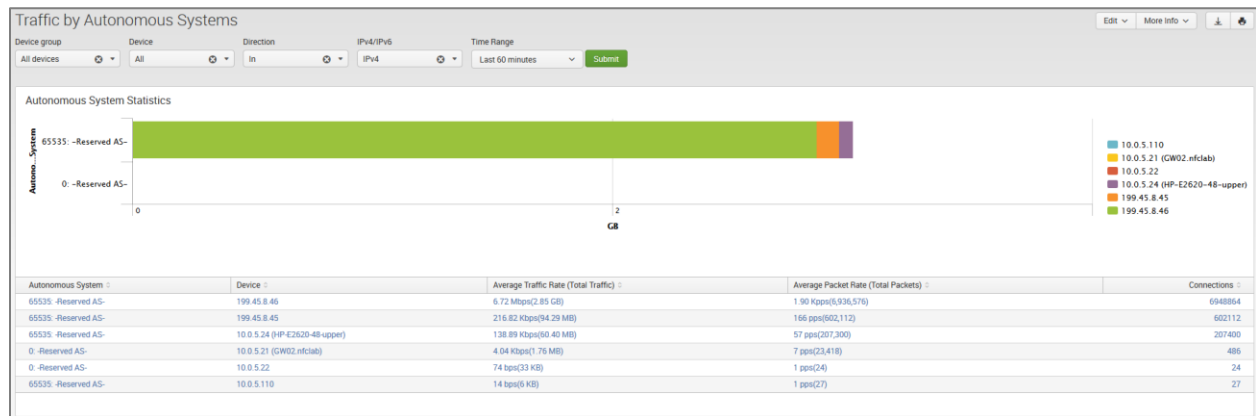 Traffic by Autonomous Systems
Edit More Info
Device group Device Direction IPv4/IPv6 Time Range
All devices All In IPv4 Last 60 minutes Submit
Autonomous System Statistics
Autono...System
65535: -Reserved AS-
0: -Reserved AS-
0 2
GB
10.0.5.110
10.0.5.21 (GW02.nfclab)
10.0.5.22
10.0.5.24 (HP-E2620-48-upper)
199.45.8.45
199.45.8.46
Autonomous System Device Average Traffic Rate (Total Traffic) Average Packet Rate (Total Packets) Connections
65535: -Reserved AS- 199.45.8.46 6.72 Mbps(2.85 GB) 1.90 Kpps(6,936,576) 6948864
65535: -Reserved AS- 199.45.8.45 216.82 Kbps(94.29 MB) 166 pps(602,112) 602112
65535: -Reserved AS- 10.0.5.24 (HP-E2620-48-upper) 138.89 Kbps(60.40 MB) 57 pps(207,300) 207400
0: -Reserved AS- 10.0.5.21 (GW02.nfclab) 4.04 Kbps(1.76 MB) 7 pps(23,418) 486
0: -Reserved AS- 10.0.5.22 74 bps(33 KB) 1 pps(24) 24
65535: -Reserved AS- 10.0.5.110 14 bps(6 KB) 1 pps(27) 27